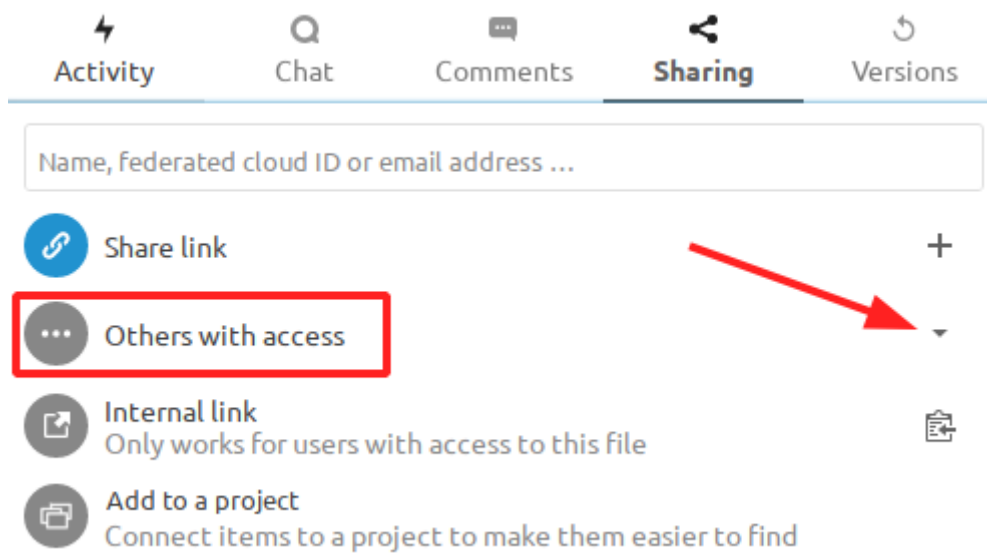 Activity Chat Comments Sharing Versions
Name, federated cloud ID or email address ...
Share link
Others with access
Internal link
Only works for users with access to this file
Add to a project
Connect items to a project to make them easier to find